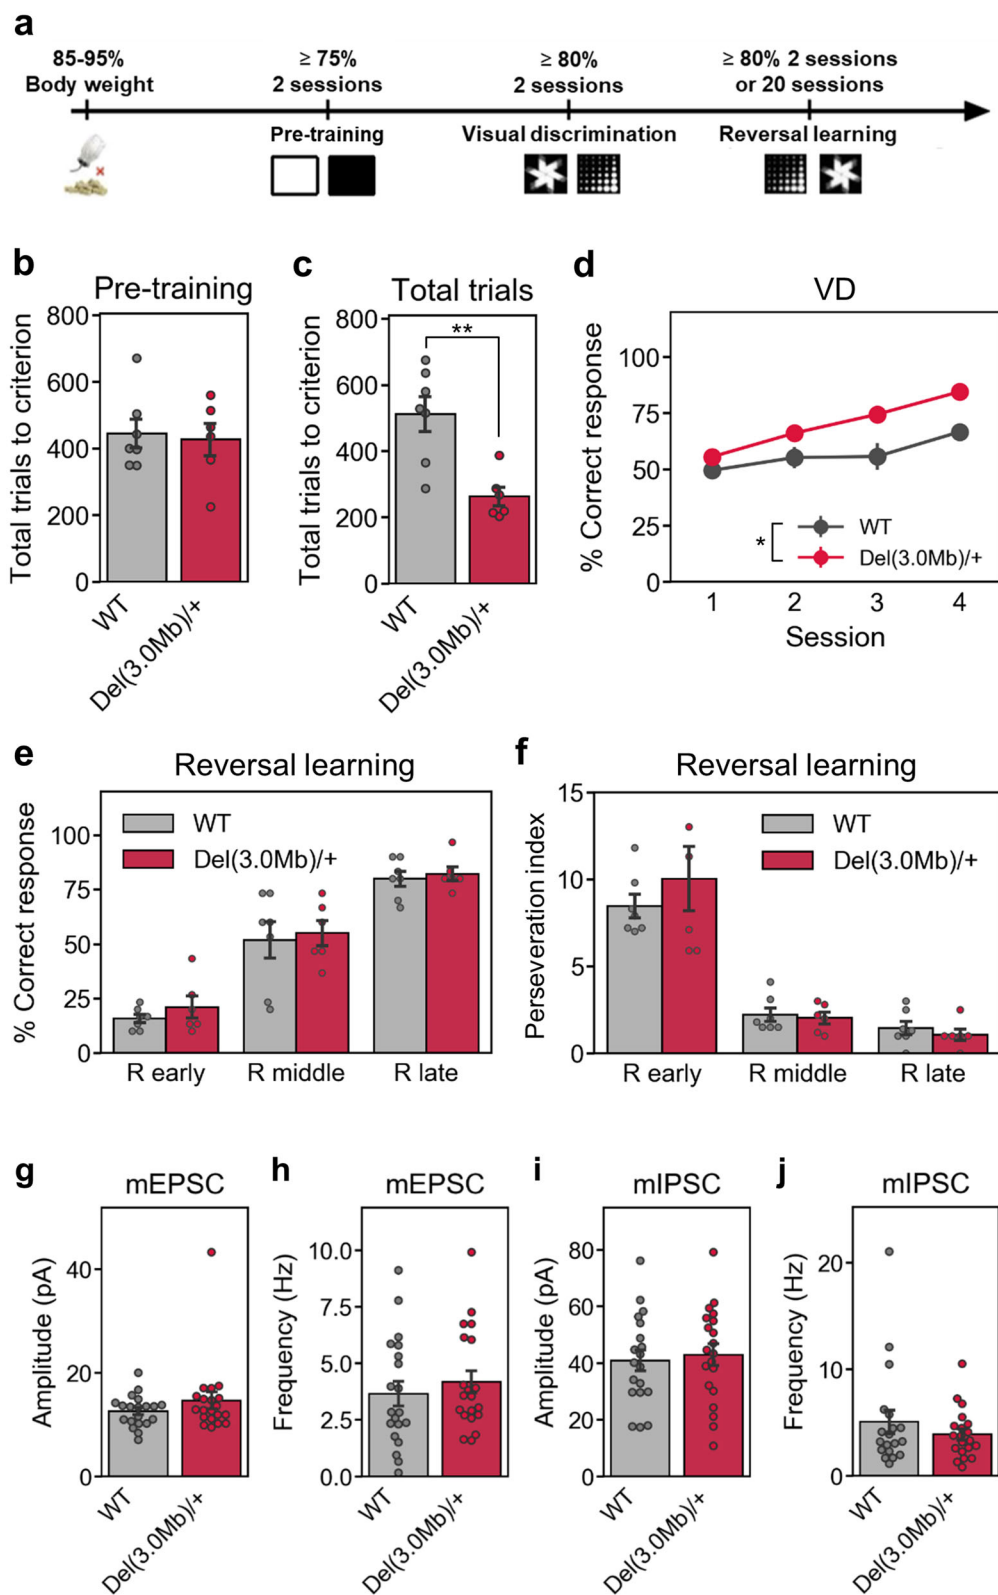 a
85-95%
Body weight
≥ 75%
2 sessions
≥ 80%
2 sessions
≥ 80% 2 sessions
or 20 sessions
Pre-training
Visual discrimination
Reversal learning
b
Pre-training
Total trials to criterion
800
600
400
200
0
WT
Del(3.0Mb)/+
c
Total trials
Total trials to criterion
800
600
400
200
0
**
WT
Del(3.0Mb)/+
d
VD
% Correct response
100
75
50
25
0
*
WT
Del(3.0Mb)/+
1 2 3 4
Session
e
Reversal learning
% Correct response
100
75
50
25
0
WT
Del(3.0Mb)/+
R early R middle R late
f
Reversal learning
Perseveration index
15
10
5
0
WT
Del(3.0Mb)/+
R early R middle R late
g
mEPSC
Amplitude (pA)
40
20
0
WT
Del(3.0Mb)/+
h
mEPSC
Frequency (Hz)
10.0
7.5
5.0
2.5
0.0
WT
Del(3.0Mb)/+
i
mIPSC
Amplitude (pA)
80
60
40
20
0
WT
Del(3.0Mb)/+
j
mIPSC
Frequency (Hz)
20
10
0
WT
Del(3.0Mb)/+